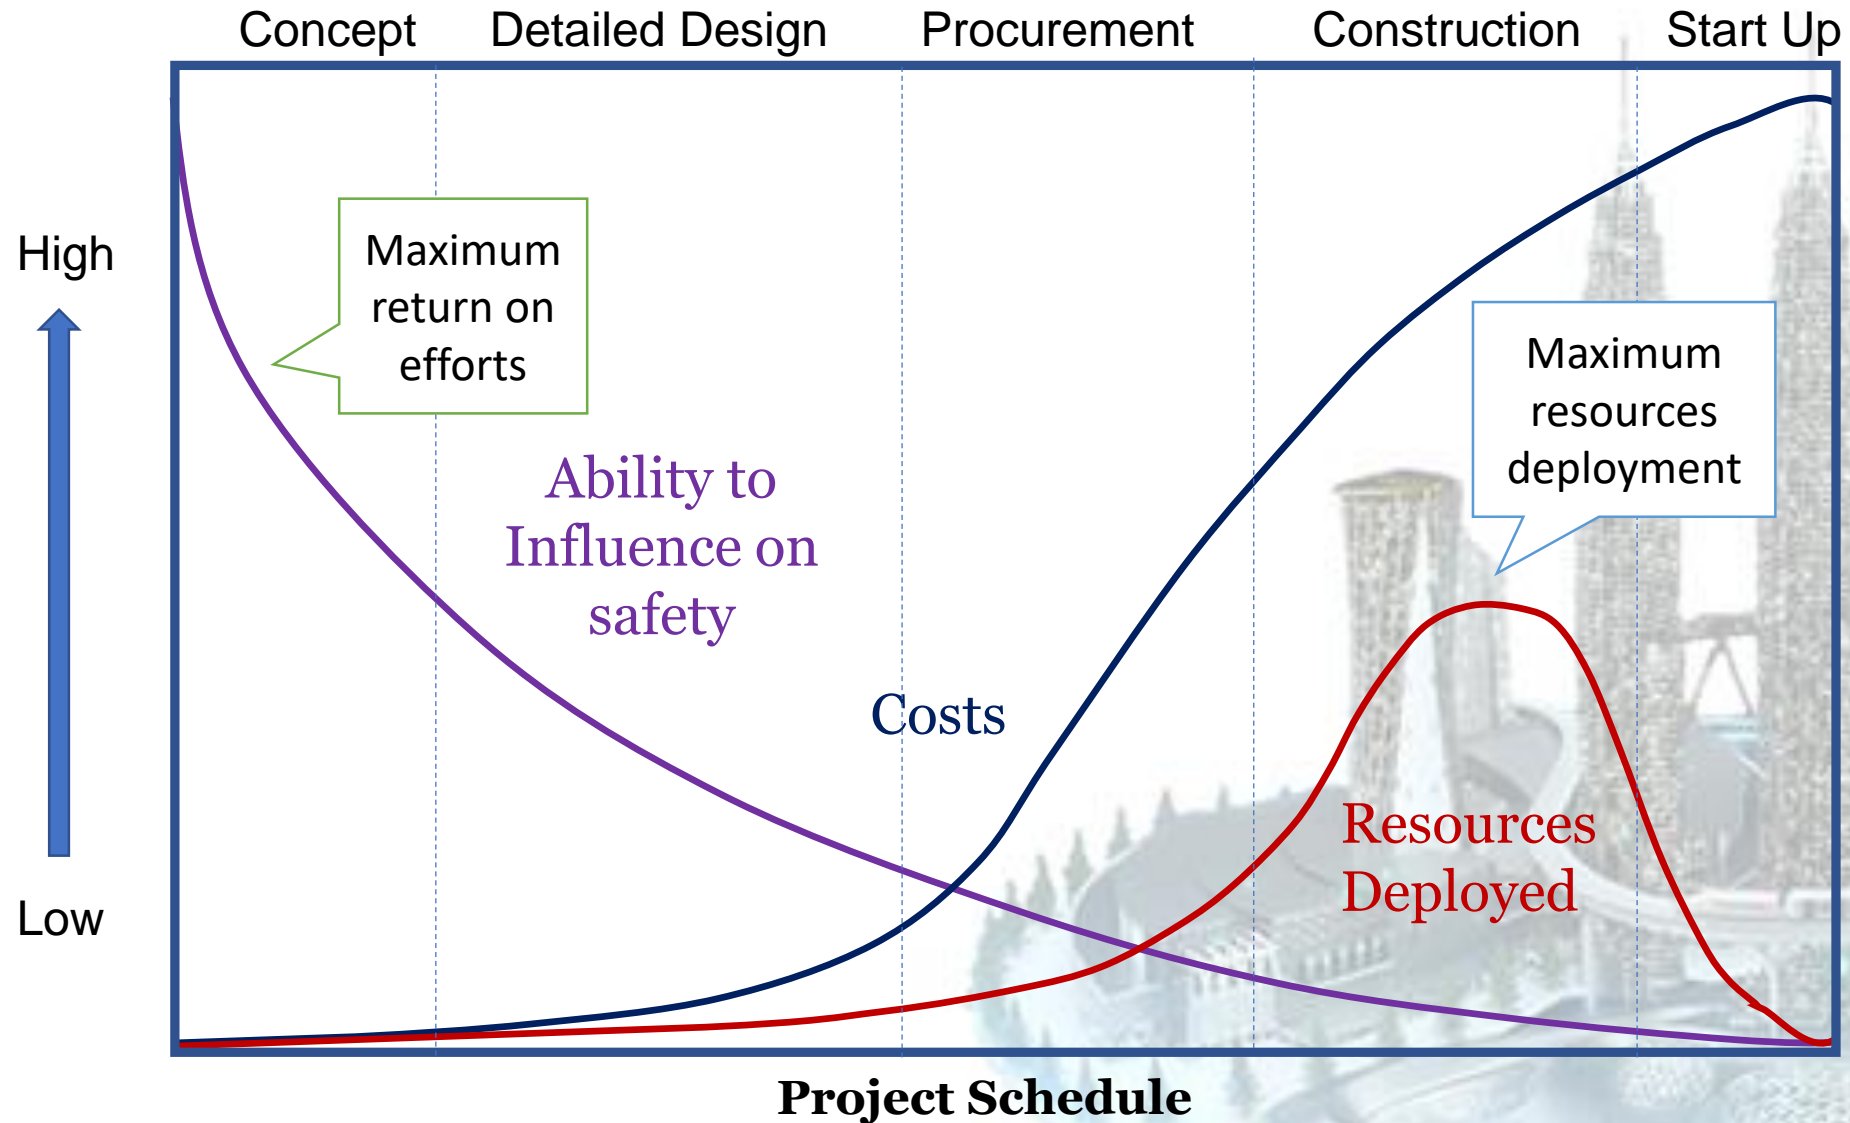 Concept Detailed Design Procurement Construction Start Up
High
Maximum
return on
efforts
Maximum
resources
deployment
Ability to
Influence on
safety
Costs
Resources
Deployed
Low
Project Schedule